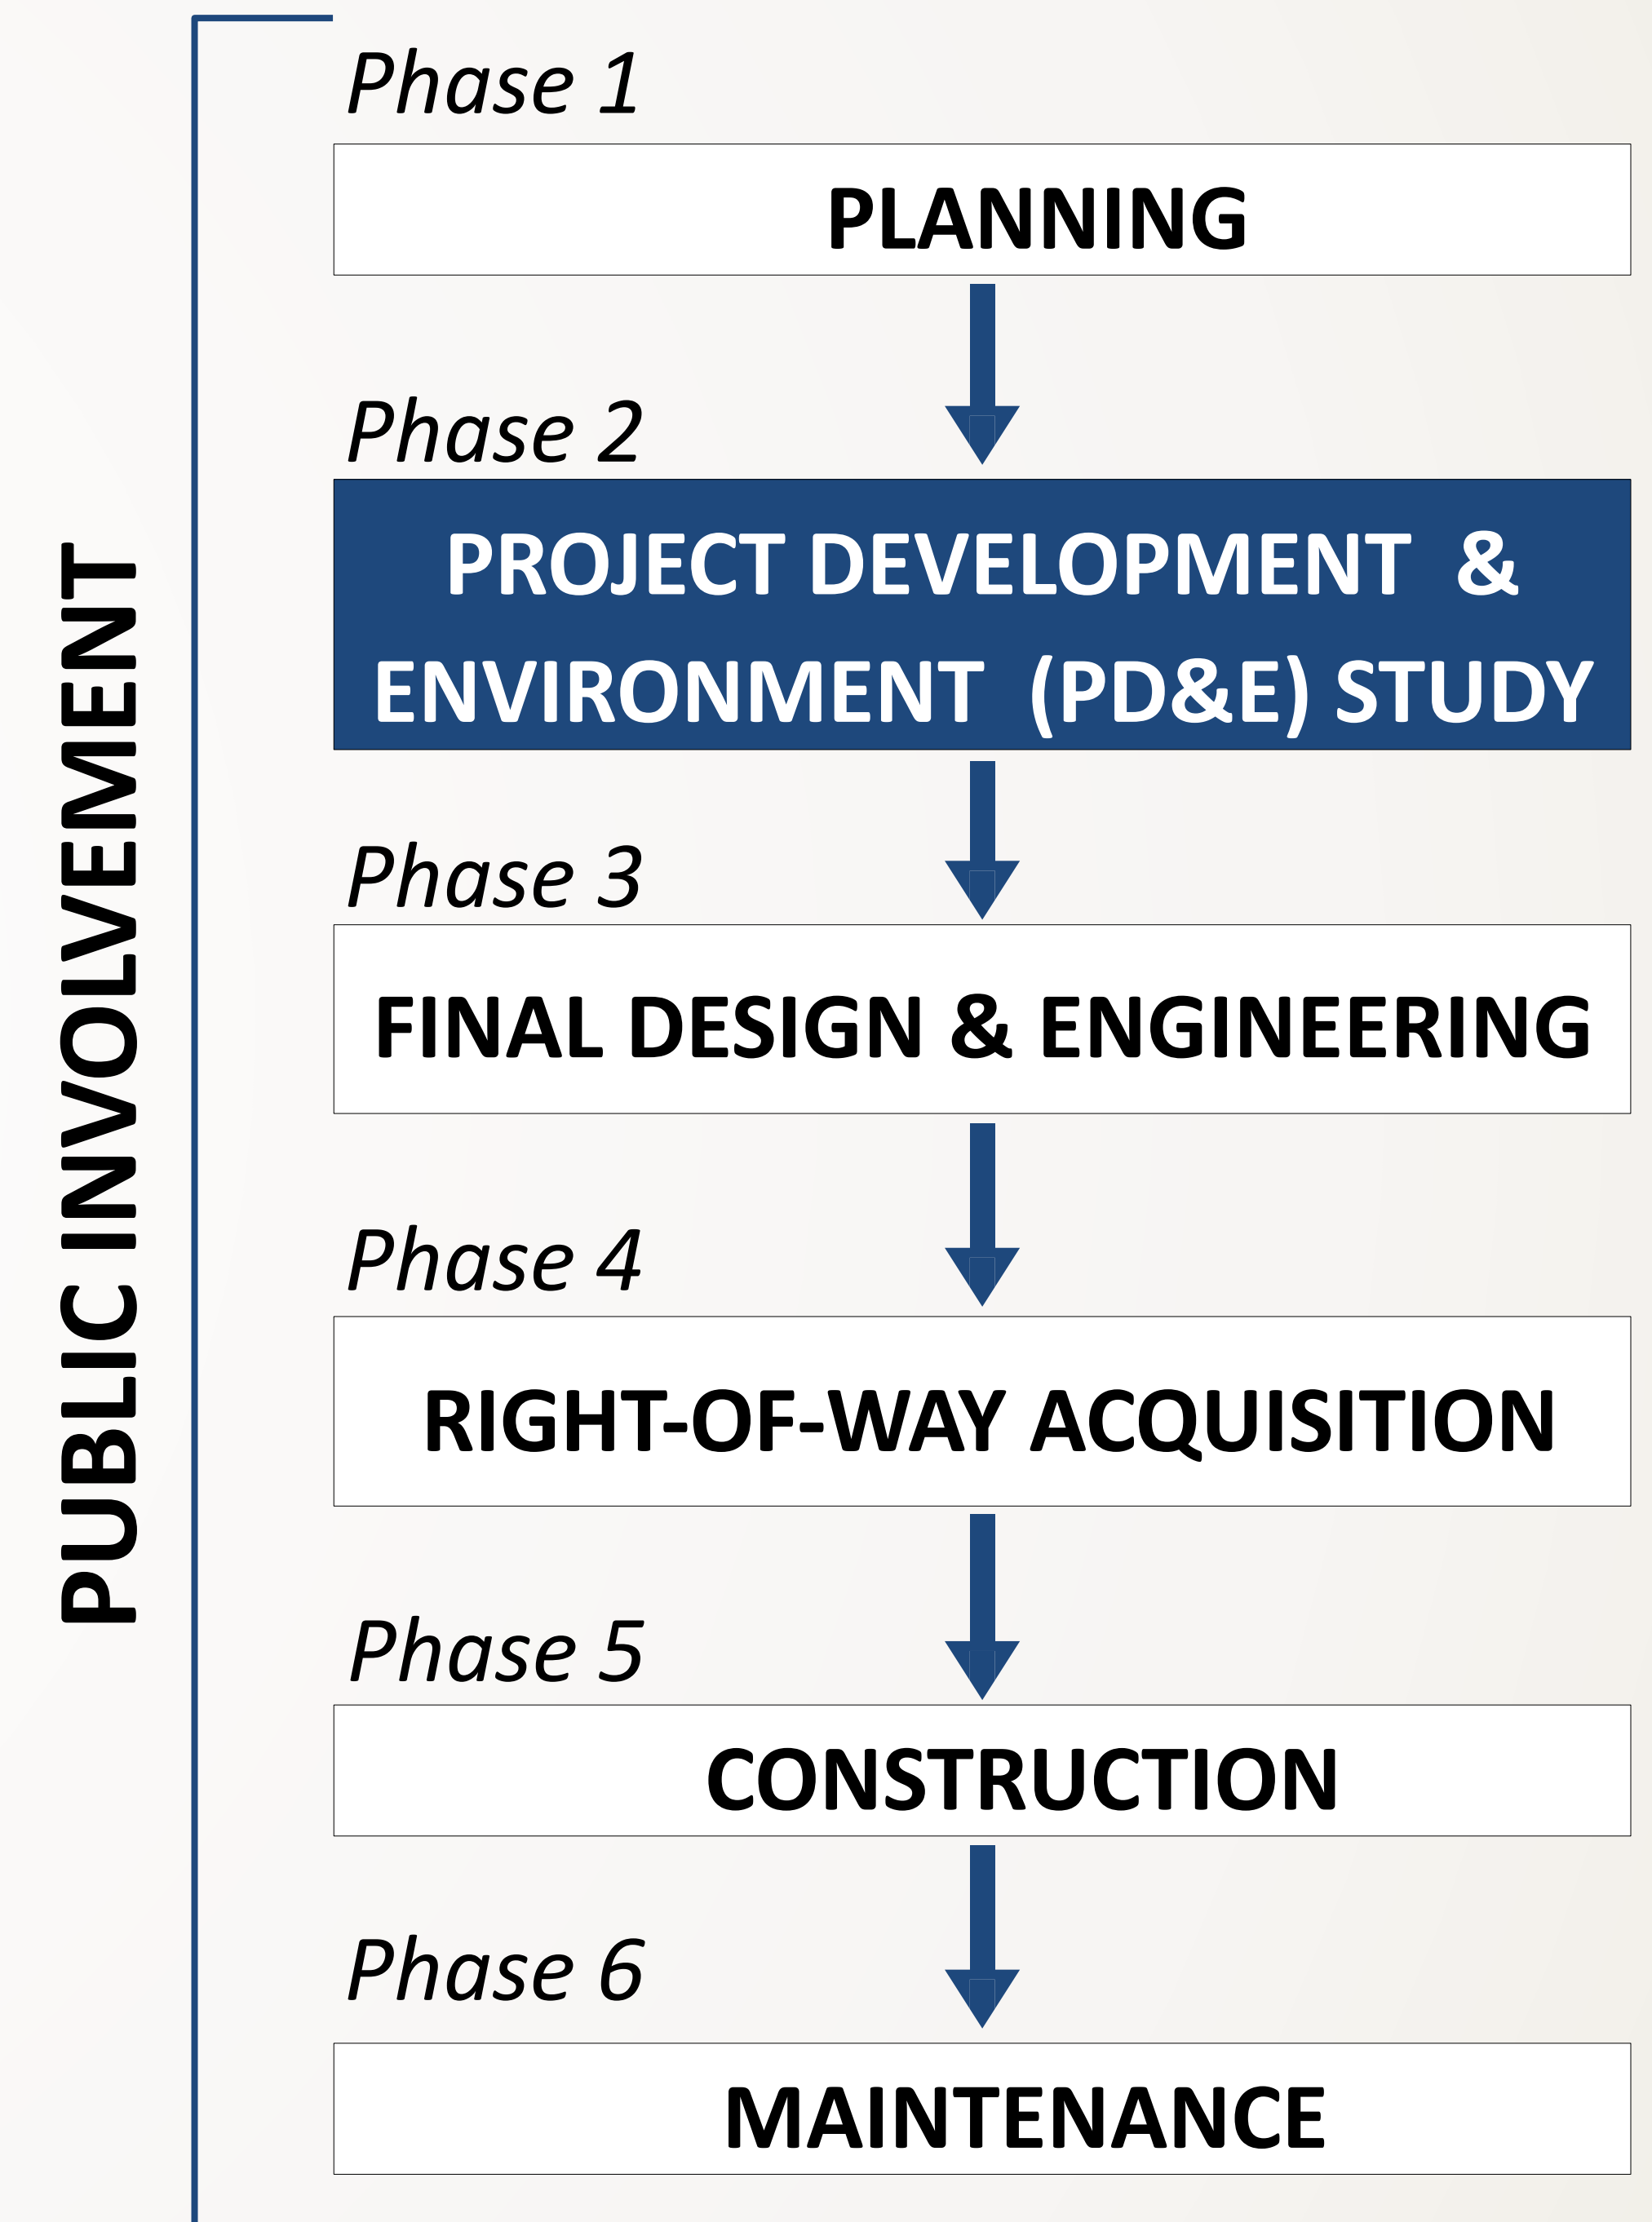 PUBLIC INVOLVEMENT
Phase 1
PLANNING
Phase 2
PROJECT DEVELOPMENT &
ENVIRONMENT (PD&E) STUDY
Phase 3
FINAL DESIGN & ENGINEERING
Phase 4
RIGHT-OF-WAY ACQUISITION
Phase 5
CONSTRUCTION
Phase 6
MAINTENANCE